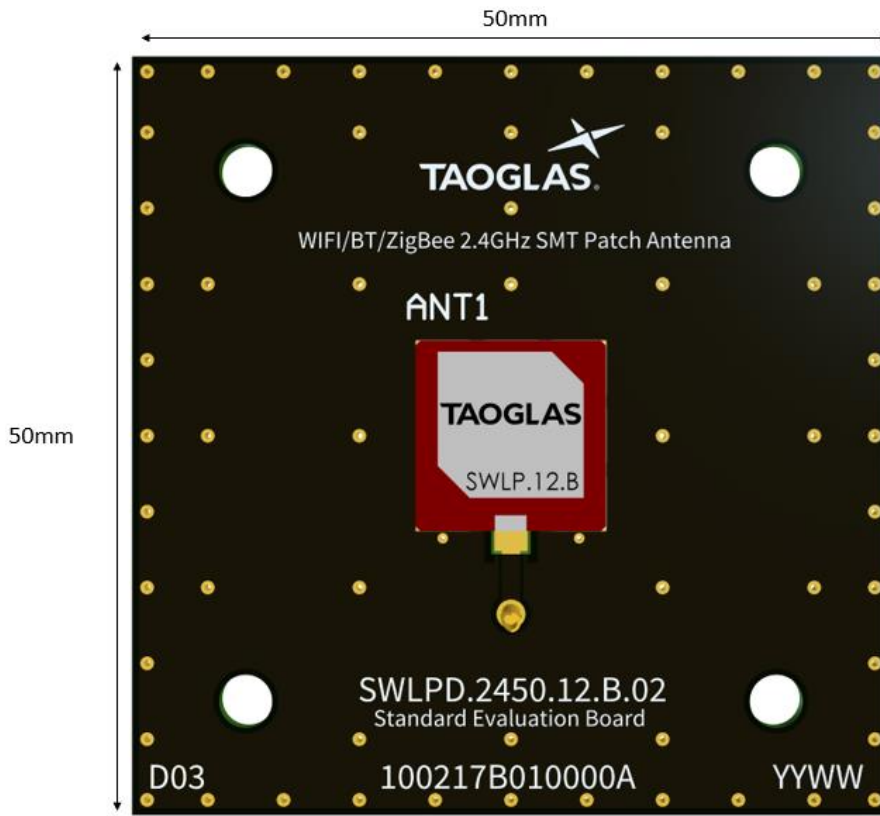 50mm
TAOGLAS®
WIFI/BT/ZigBee 2.4GHz SMT Patch Antenna
ANT1
TAOGLAS
SWLP.12.B
50mm
SWLPD.2450.12.B.02
Standard Evaluation Board
D03 100217B010000A YYWW